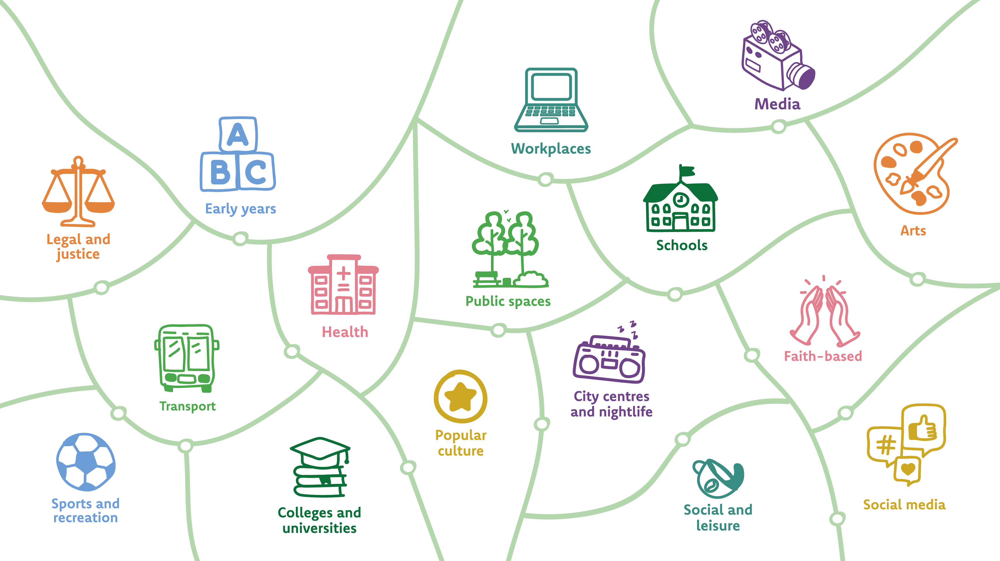 Media
Workplaces
A
B C
Early years
Arts
Legal and
justice
Schools
Public spaces
Health
Faith-based
z z z
City centres
and nightlife
Transport
Popular
culture
#
Sports and
recreation
Colleges and
universities
Social and
leisure
Social media